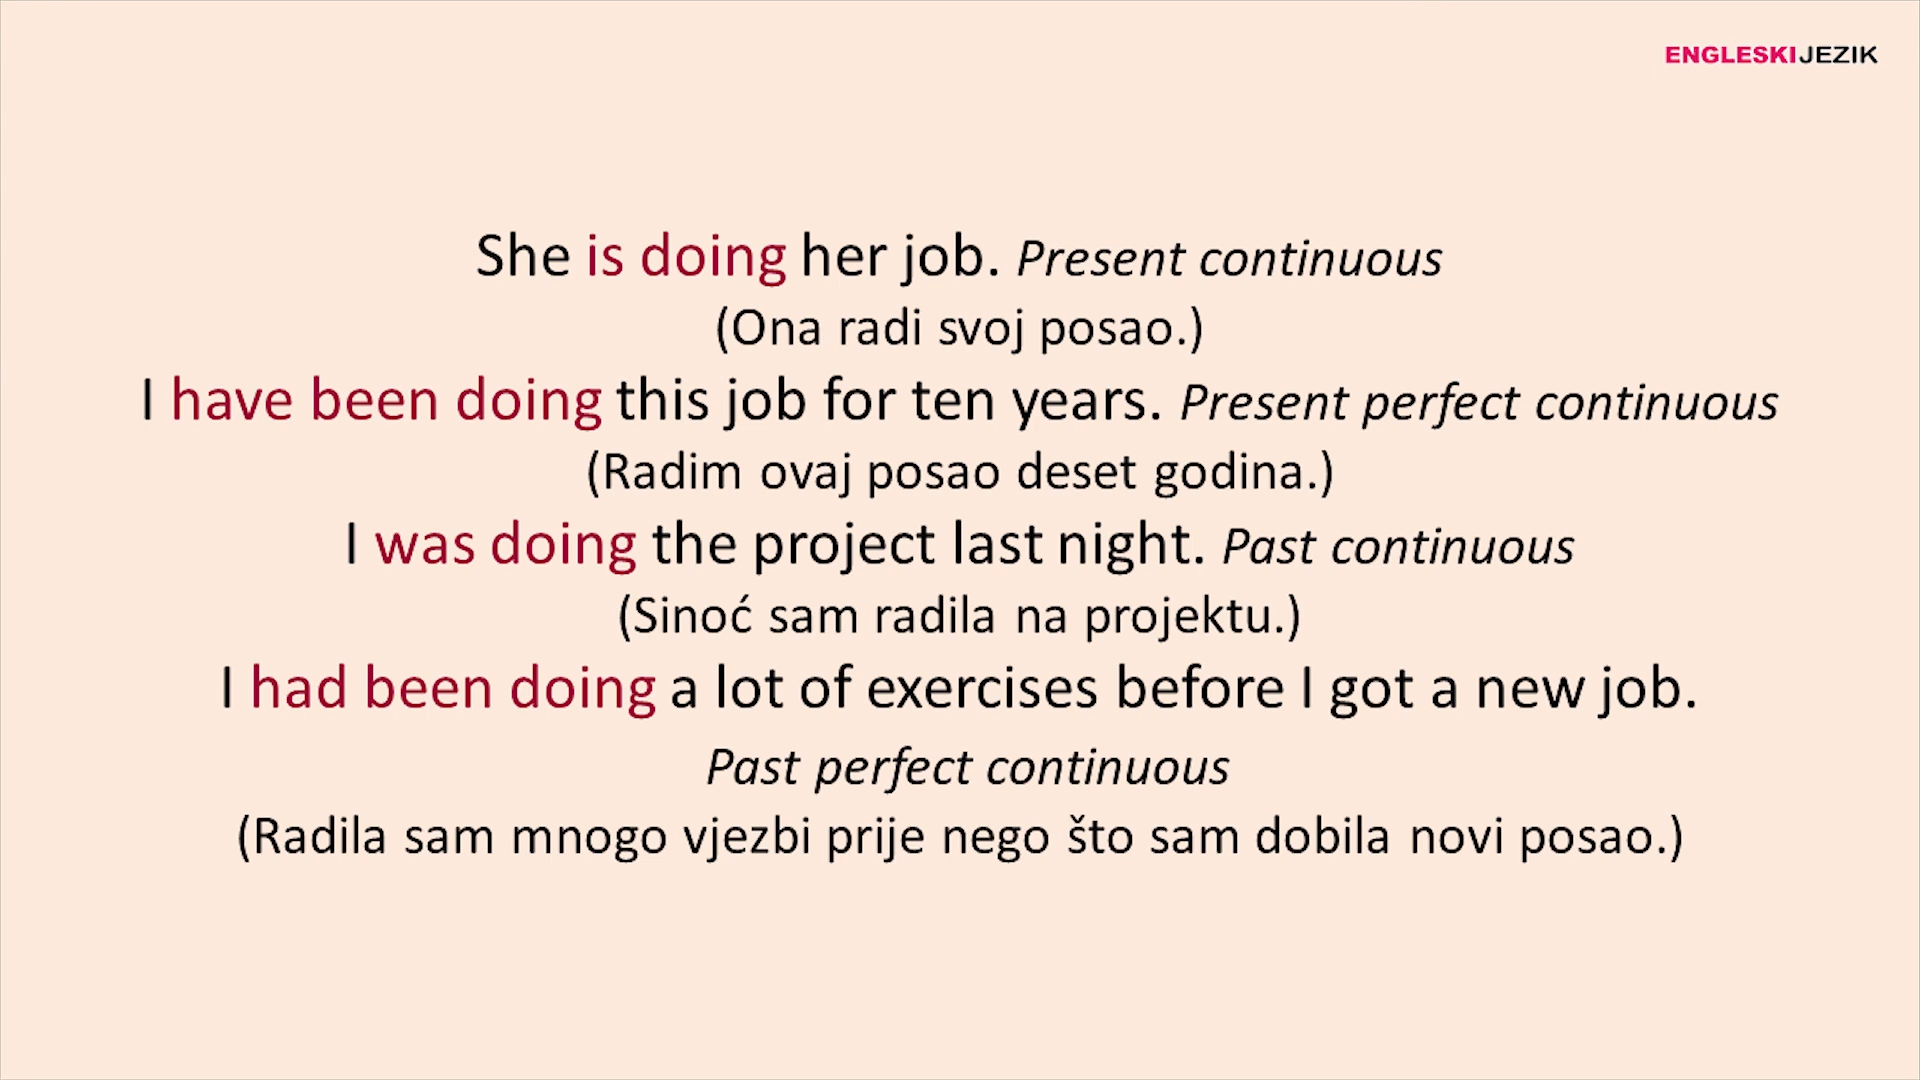 ENGLESKIJEZIK
She is doing her job. Present continuous
(Ona radi svoj posao.)
I have been doing this job for ten years. Present perfect continuous
(Radim ovaj posao deset godina.)
I was doing the project last night. Past continuous
(Sinoć sam radila na projektu.)
I had been doing a lot of exercises before I got a new job.
Past perfect continuous
(Radila sam mnogo vjezbi prije nego što sam dobila novi posao.)